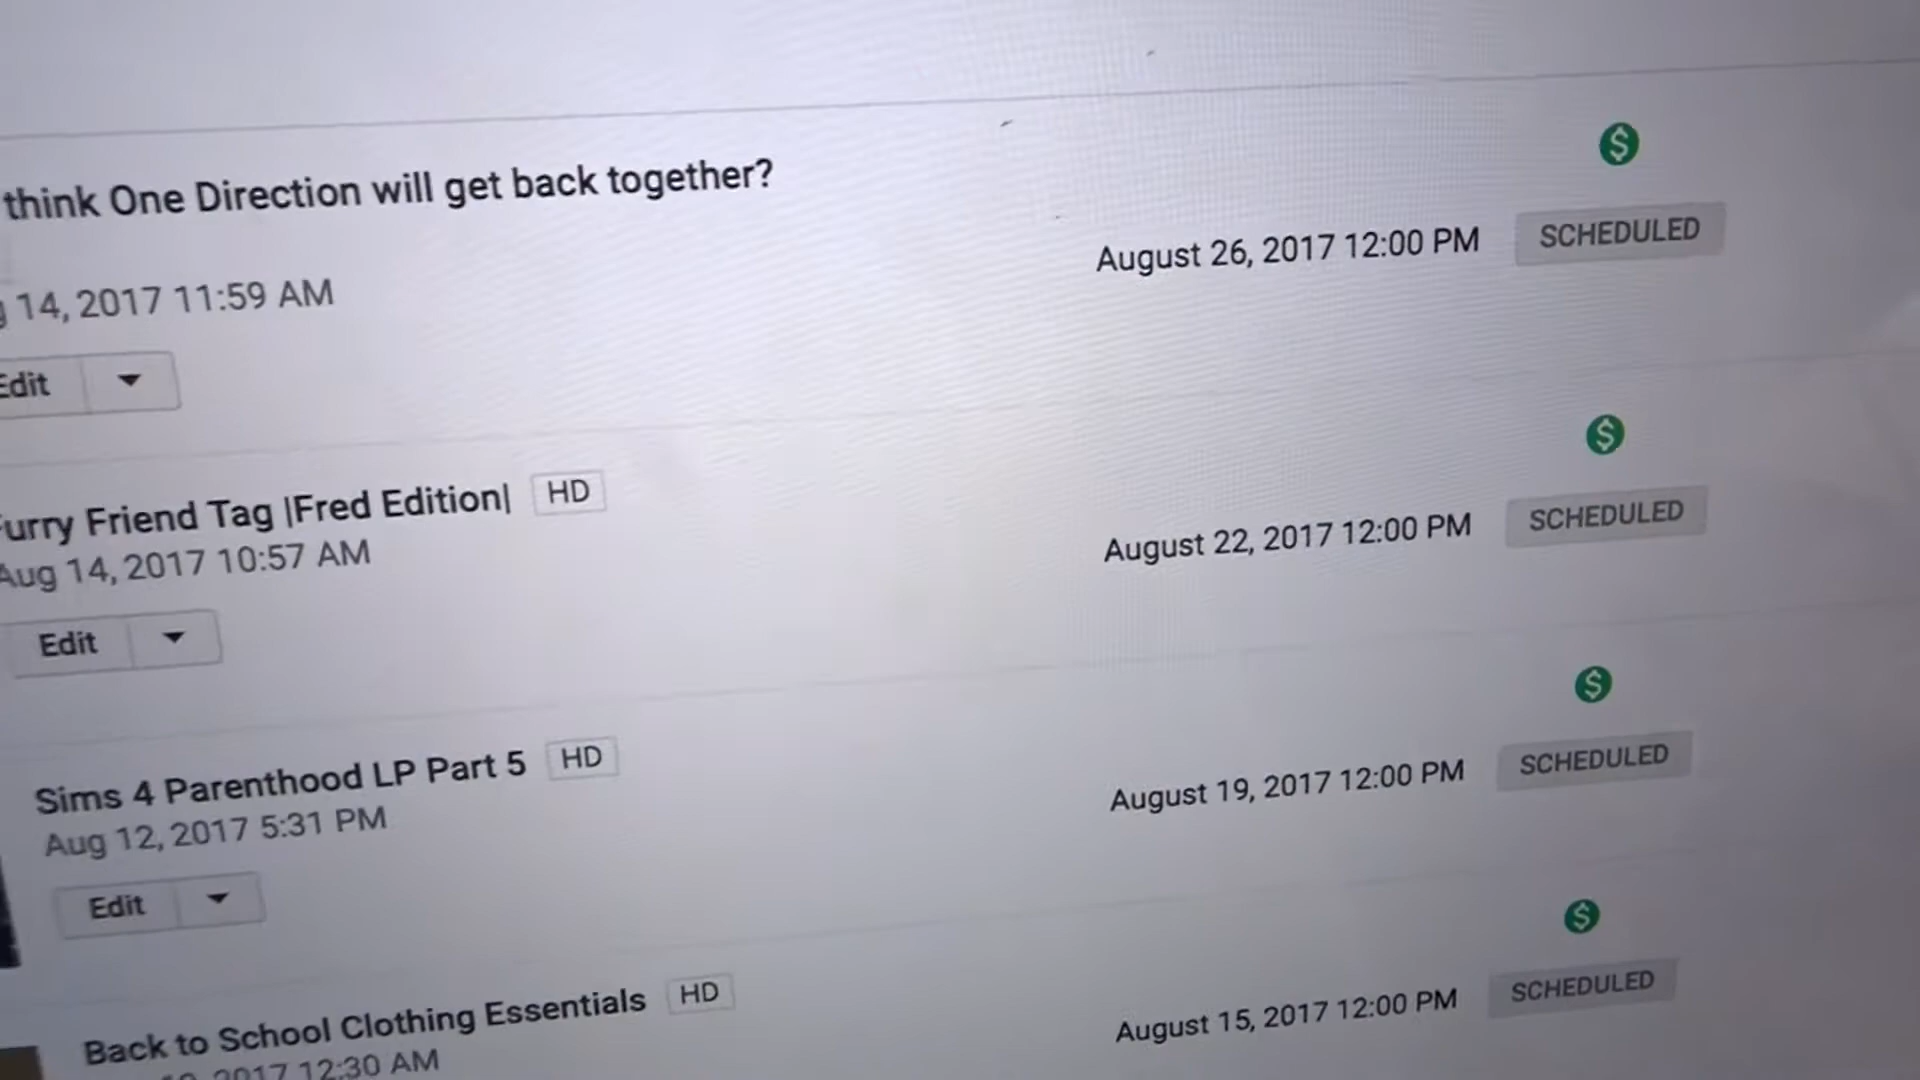 think One Direction will get back together?
August 26, 2017 12:00 PM
SCHEDULED
14, 2017 11:59 AM
Edit
Furry Friend Tag |Fred Edition| HD
August 22, 2017 12:00 PM
SCHEDULED
Aug 14, 2017 10:57 AM
Edit
Sims 4 Parenthood LP Part 5 HD
August 19, 2017 12:00 PM
SCHEDULED
Aug 12, 2017 5:31 PM
Edit
Back to School Clothing Essentials HD
August 15, 2017 12:00 PM
SCHEDULED
2017 12:30 AM